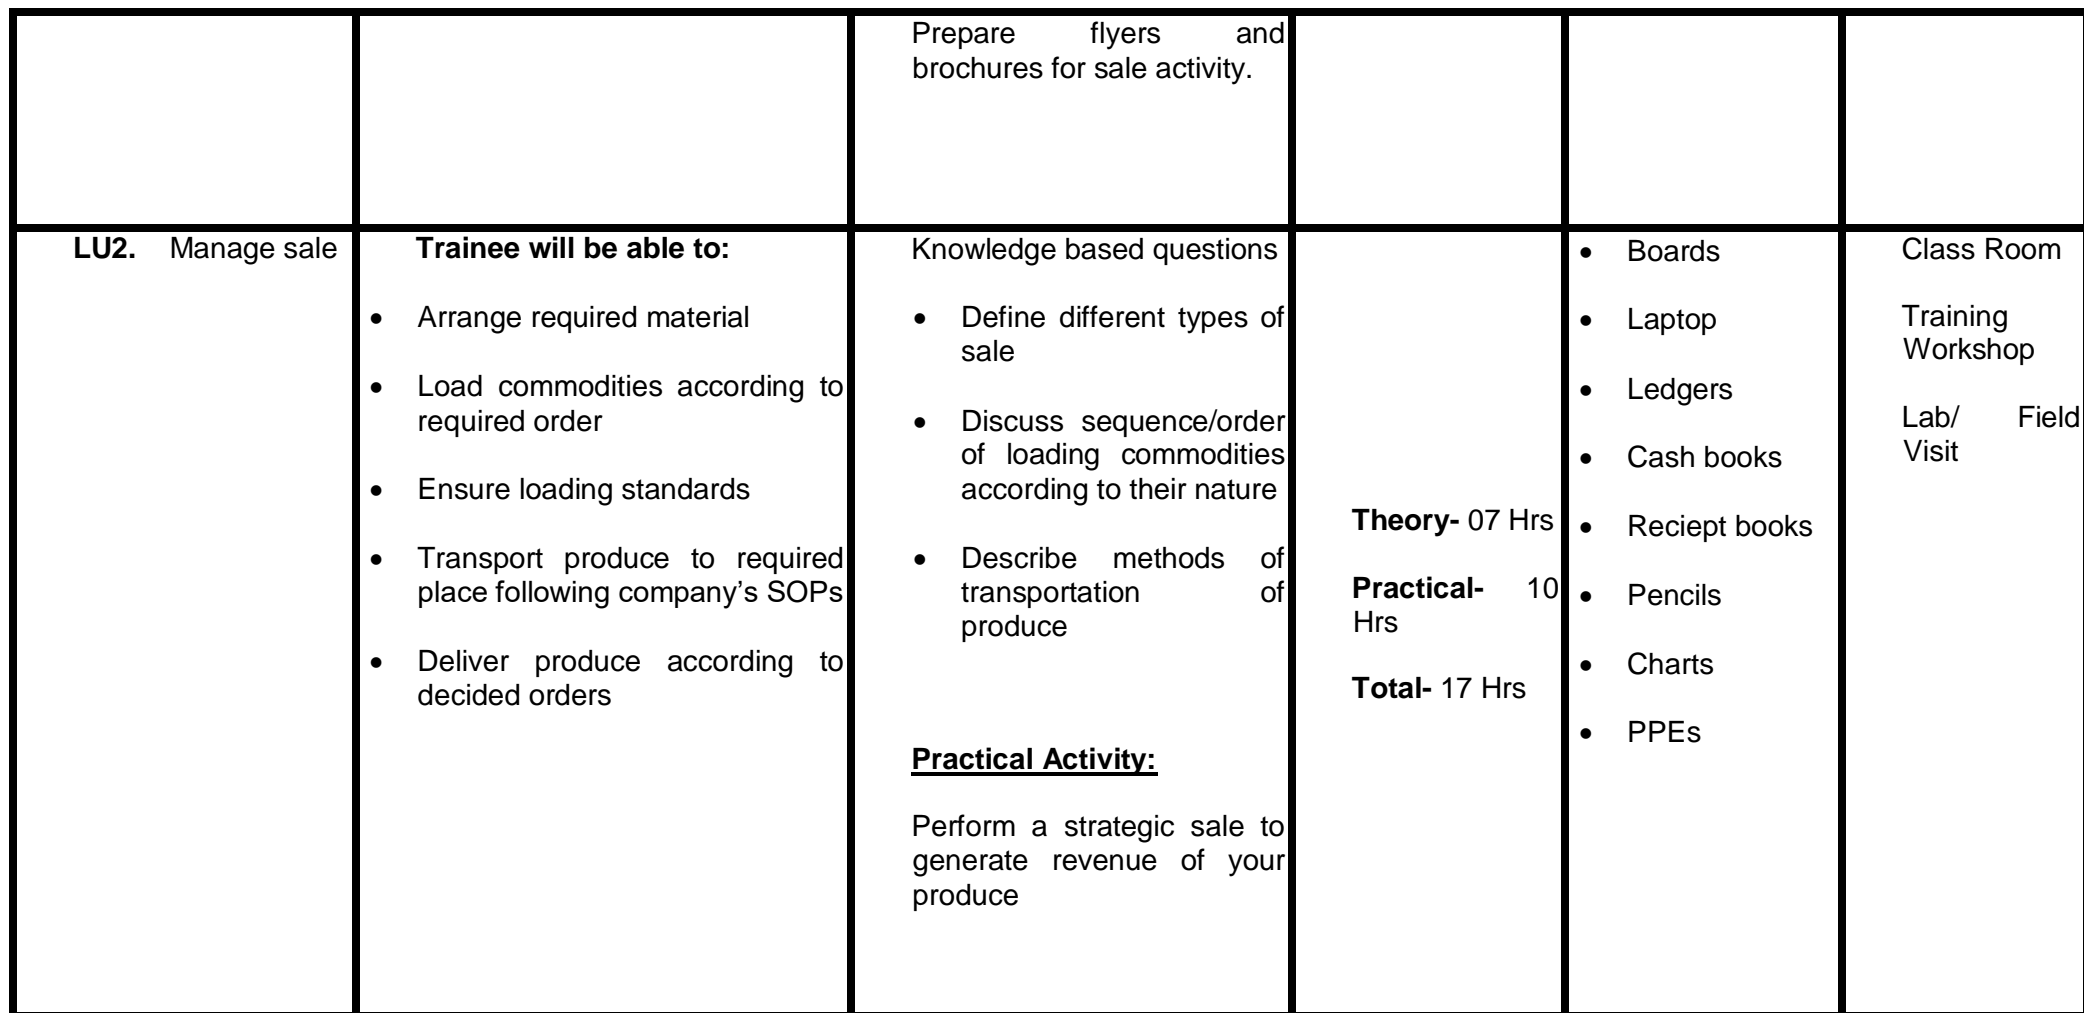 Prepare flyers and
brochures for sale activity.
LU2. Manage sale
Trainee will be able to:
• Arrange required material
• Load commodities according to
required order
• Ensure loading standards
• Transport produce to required
place following company’s SOPs
• Deliver produce according to
decided orders
Knowledge based questions
• Define different types of
sale
• Discuss sequence/order
of loading commodities
according to their nature
• Describe methods of
transportation of
produce
Practical Activity:
Perform a strategic sale to
generate revenue of your
produce
Theory- 07 Hrs
Practical- 10
Hrs
Total- 17 Hrs
• Boards
• Laptop
• Ledgers
• Cash books
• Reciept books
• Pencils
• Charts
• PPEs
Class Room
Training
Workshop
Lab/ Field
Visit